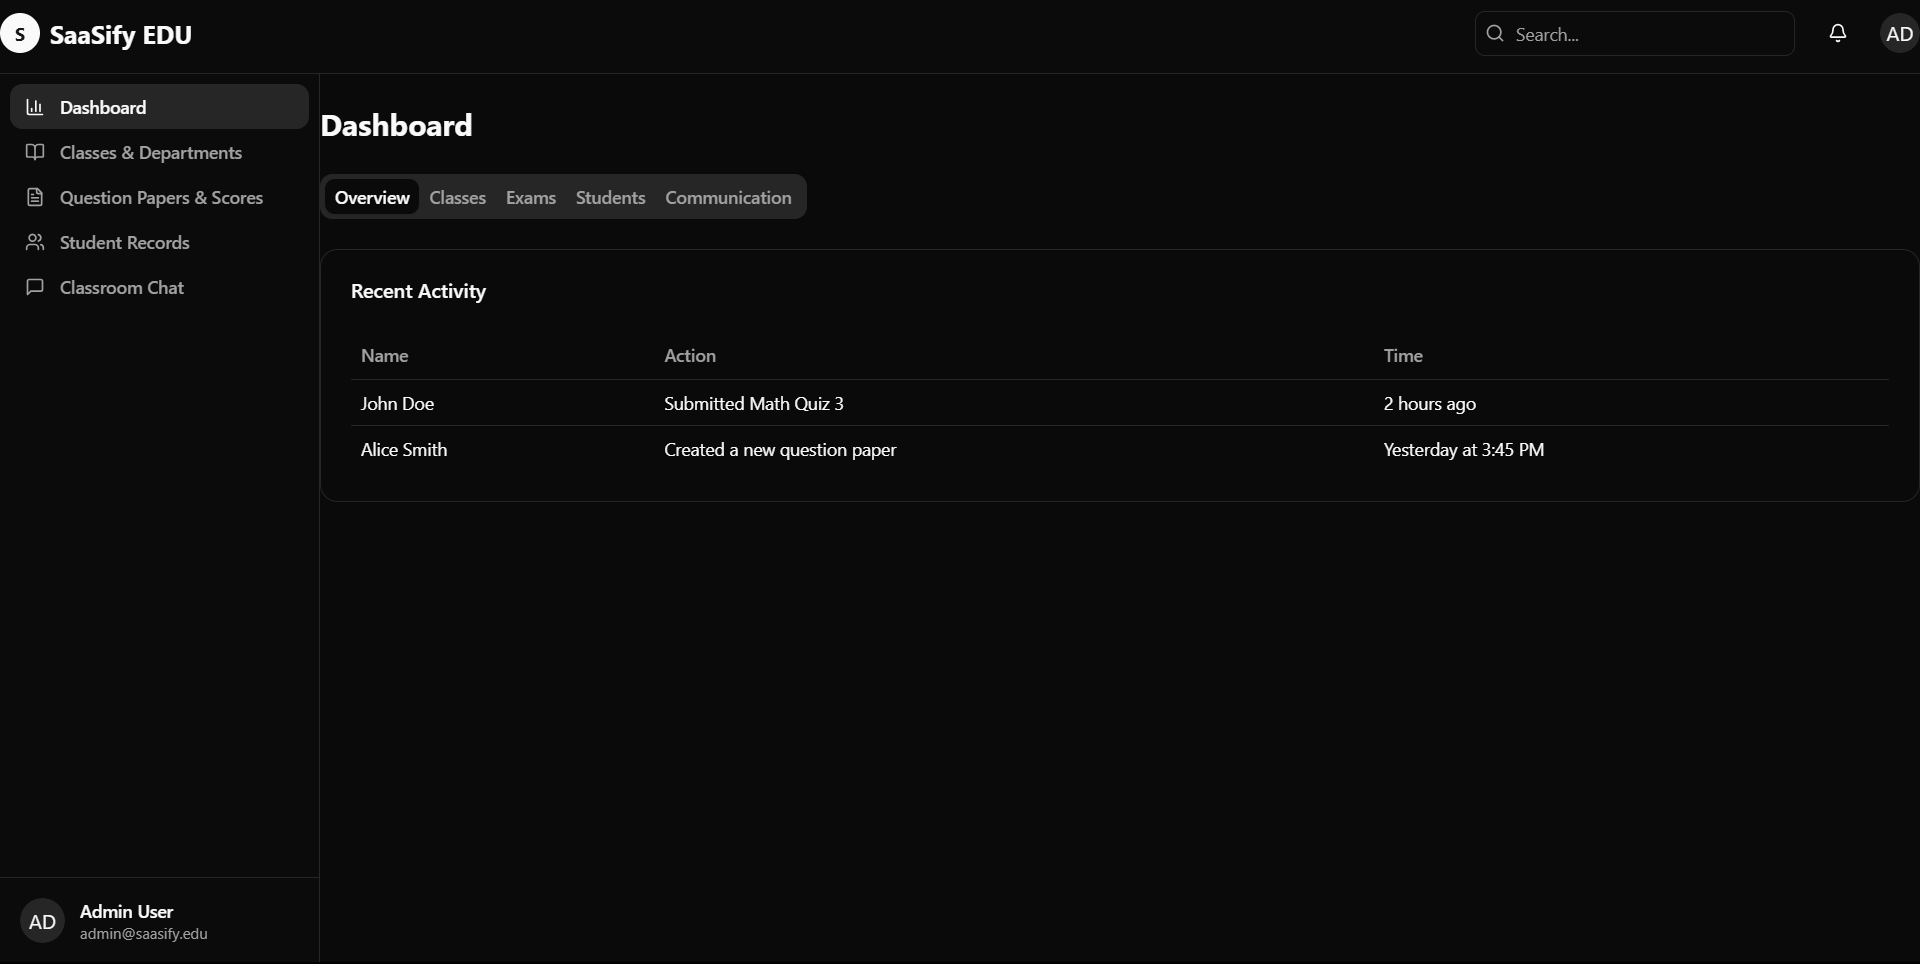 S SaaSify EDU
Search...
AD
Dashboard
Classes & Departments
Question Papers & Scores
Student Records
Classroom Chat
Dashboard
Overview Classes Exams Students Communication
Recent Activity
Name Action Time
John Doe Submitted Math Quiz 3 2 hours ago
Alice Smith Created a new question paper Yesterday at 3:45 PM
AD
Admin User
admin@saasify.edu